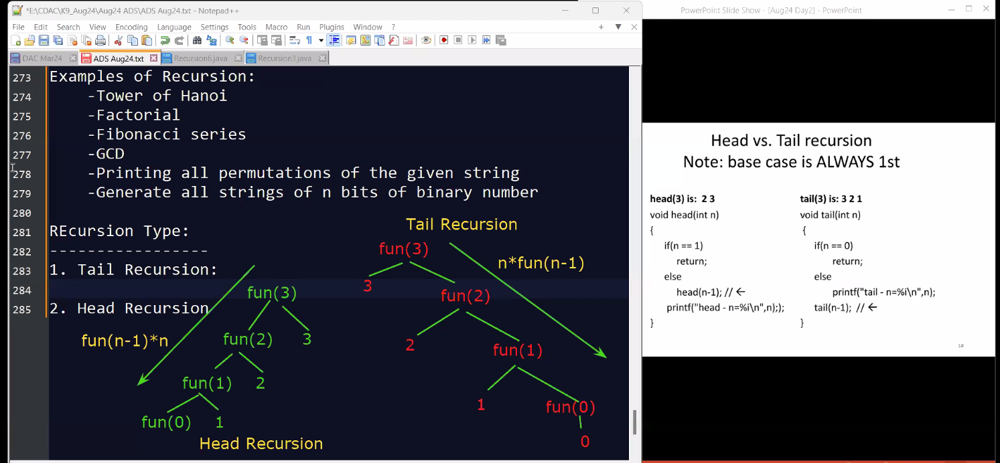 *E:\CDAC\K9_Aug24\Aug24 ADS\ADS Aug24.txt - Notepad++
File Edit Search View Encoding Language Settings Tools Macro Run Plugins Window ?
DAC Mar24 ADS Aug24.txt Recursion6.java Recursion3.java
273 Examples of Recursion:
274 -Tower of Hanoi
275 -Factorial
276 -Fibonacci series
277 -GCD
278 -Printing all permutations of the given string
279 -Generate all strings of n bits of binary number
280
281 REcursion Type:
282 -----------------
283 1. Tail Recursion:
284
285 2. Head Recursion
fun(n-1)*n
fun(3)
fun(2) 3
fun(1) 2
fun(0) 1
Head Recursion
Tail Recursion
fun(3)
n*fun(n-1)
3 fun(2)
2 fun(1)
1 fun(0)
0
PowerPoint Slide Show - [Aug24 Day2] - PowerPoint
Head vs. Tail recursion
Note: base case is ALWAYS 1st
head(3) is: 2 3
void head(int n)
{
if(n == 1)
return;
else
head(n-1); // ←
printf("head - n=%i\n",n););
}
tail(3) is: 3 2 1
void tail(int n)
{
if(n == 0)
return;
else
printf("tail - n=%i\n",n);
tail(n-1); // ←
}
19